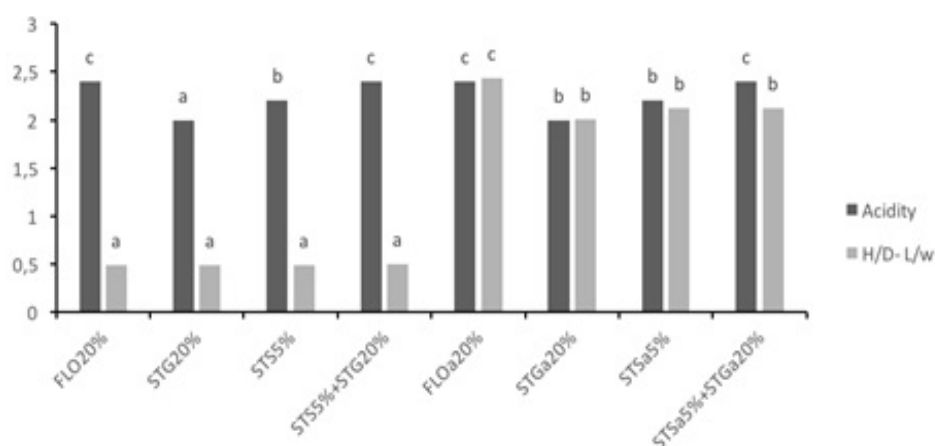 3
2,5
2
1,5
1
0,5
0
c
a
a
a
b
a
c
a
c
c
b
b
b
b
c
b
FLO20%
STG20%
STS5%
STS5%+STG20%
FLOa20%
STGa20%
STSa5%
STSa5%+STGa20%
Acidity
H/D- L/w